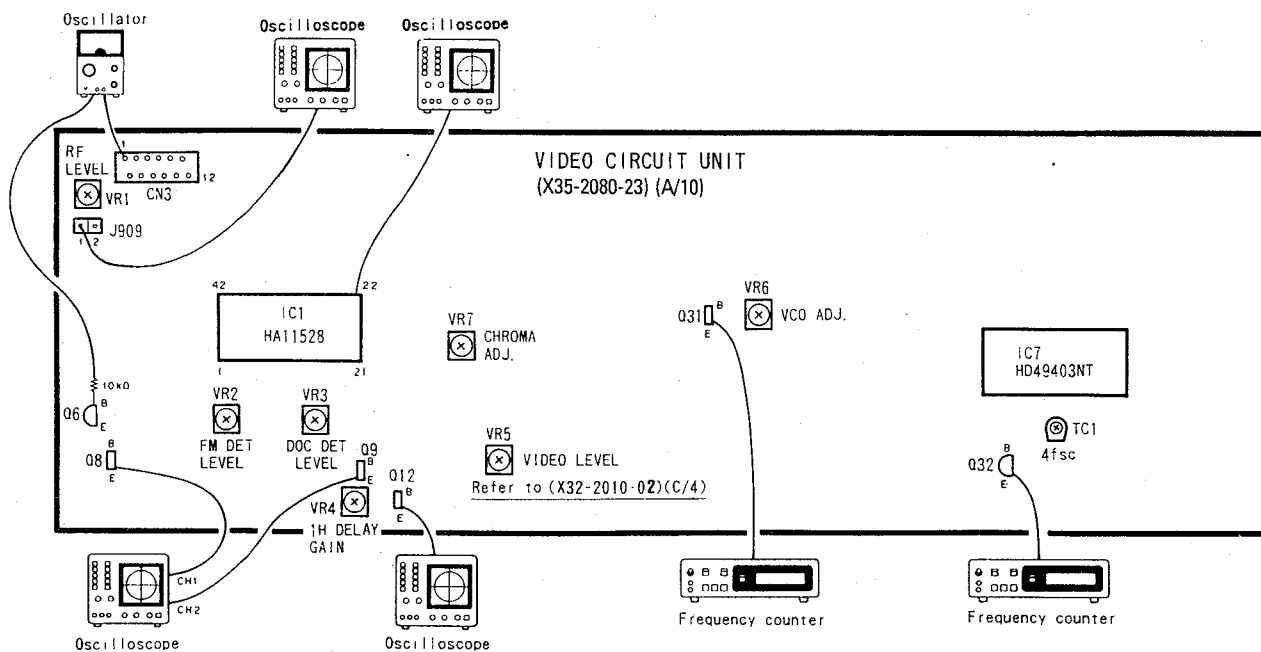 Oscillator
Oscilloscope
Oscilloscope
VIDEO CIRCUIT UNIT
(X35-2080-23) (A/10)
RF
LEVEL
VR1
1
12
CN3
J909
1 2
42
22
IC1
HA11528
1
21
VR7
CHROMA
ADJ.
Q31
B
E
VR6
VCO ADJ.
IC7
HD49403NT
10kΩ
Q6
B
E
VR2
FM DET
LEVEL
VR3
DOC DET
LEVEL
Q8
B
E
Q9
B
E
VR4
1H DELAY
GAIN
Q12
B
E
VR5
VIDEO LEVEL
Refer to (X32-2010-02)(C/4)
TC1
4fsc
Q32
B
E
CH1
CH2
Oscilloscope
Oscilloscope
Frequency counter
Frequency counter